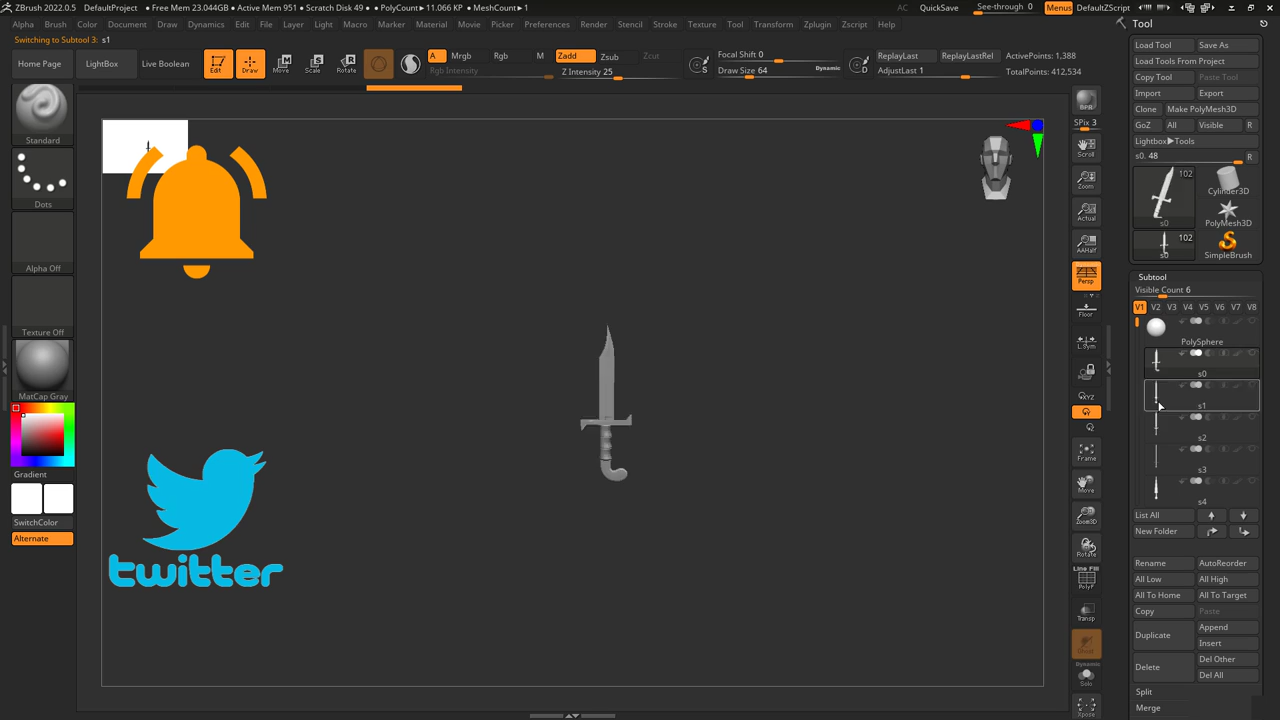 ZBrush 2022.0.5 DefaultProject • Free Mem 23.044GB • Active Mem 951 • Scratch Disk 49 • PolyCount▸ 11.066 KP • MeshCount▸ 1 AC QuickSave See-through 0 Menus DefaultZScript
Alpha Brush Color Document Draw Dynamics Edit File Layer Light Macro Marker Material Movie Picker Preferences Render Stencil Stroke Texture Tool Transform Zplugin Zscript Help
Switching to Subtool 3: s1
Home Page LightBox Live Boolean Edit Draw Move Scale Rotate
A Mrgb Rgb M Zadd Zsub Zcut
Rgb Intensity Z Intensity 25
Focal Shift 0
Draw Size 64 Dynamic
ReplayLast ReplayLastRel
AdjustLast 1
ActivePoints: 1,388
TotalPoints: 412,534
Standard
Dots
Alpha Off
Texture Off
MatCap Gray
Gradient
SwitchColor
Alternate
twitter
BPR
SPix 3
Scroll
Zoom
Actual
AAHalf
Persp
Floor
L.Sym
XYZ
Frame
Move
Zoom3D
Rotate
Line Fill
PolyF
Transp
Ghost
Dynamic
Solo
Xpose
Tool
Load Tool Save As
Load Tools From Project
Copy Tool Paste Tool
Import Export
Clone Make PolyMesh3D
GoZ All Visible R
Lightbox▸Tools
s0. 48 R
102
s0
Cylinder3D
PolyMesh3D
102
s0
SimpleBrush
Subtool
Visible Count 6
V1 V2 V3 V4 V5 V6 V7 V8
PolySphere
s0
s1
s2
s3
s4
List All
New Folder
Rename AutoReorder
All Low All High
All To Home All To Target
Copy Paste
Duplicate Append
Insert
Delete Del Other
Del All
Split
Merge